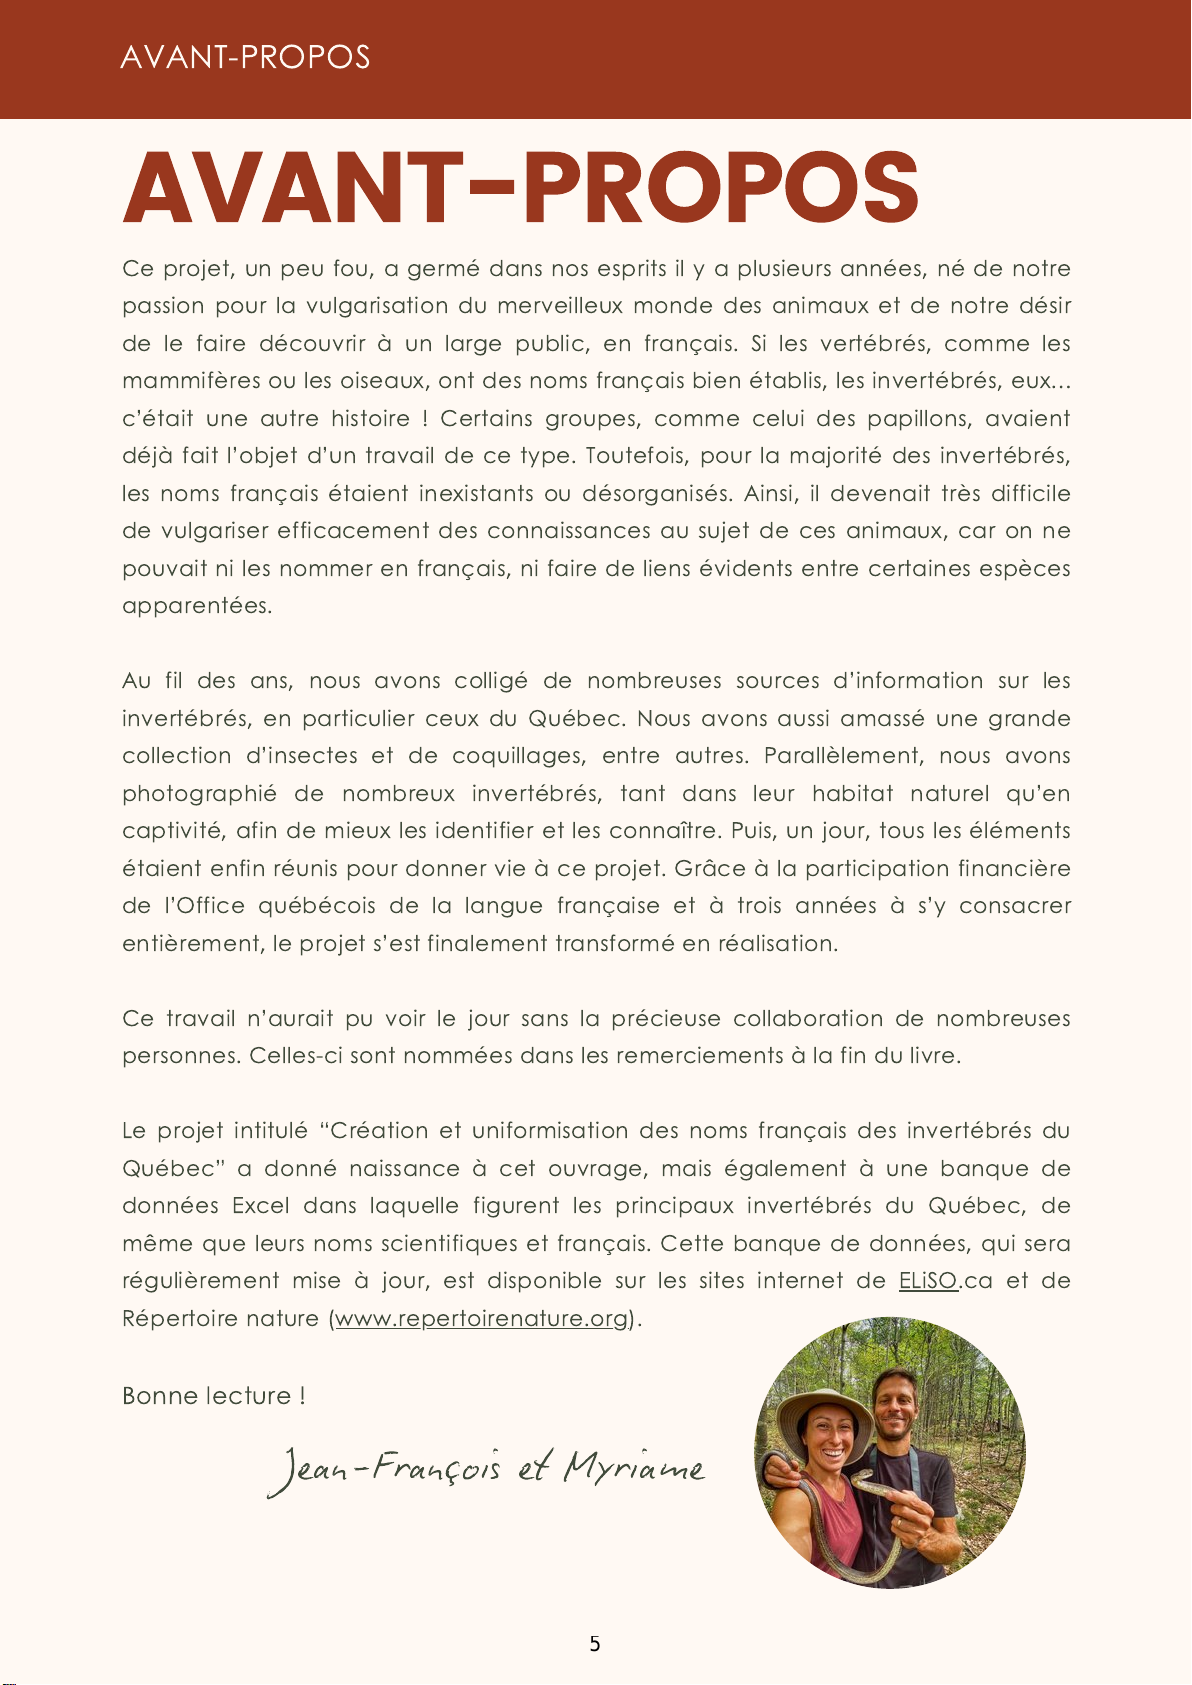 AVANT-PROPOS
AVANT-PROPOS
Ce projet, un peu fou, a germé dans nos esprits il y a plusieurs années, né de notre
passion pour la vulgarisation du merveilleux monde des animaux et de notre désir
de le faire découvrir à un large public, en français. Si les vertébrés, comme les
mammifères ou les oiseaux, ont des noms français bien établis, les invertébrés, eux…
c’était une autre histoire ! Certains groupes, comme celui des papillons, avaient
déjà fait l’objet d’un travail de ce type. Toutefois, pour la majorité des invertébrés,
les noms français étaient inexistants ou désorganisés. Ainsi, il devenait très difficile
de vulgariser efficacement des connaissances au sujet de ces animaux, car on ne
pouvait ni les nommer en français, ni faire de liens évidents entre certaines espèces
apparentées.
Au fil des ans, nous avons colligé de nombreuses sources d’information sur les
invertébrés, en particulier ceux du Québec. Nous avons aussi amassé une grande
collection d’insectes et de coquillages, entre autres. Parallèlement, nous avons
photographié de nombreux invertébrés, tant dans leur habitat naturel qu’en
captivité, afin de mieux les identifier et les connaître. Puis, un jour, tous les éléments
étaient enfin réunis pour donner vie à ce projet. Grâce à la participation financière
de l’Office québécois de la langue française et à trois années à s’y consacrer
entièrement, le projet s’est finalement transformé en réalisation.
Ce travail n’aurait pu voir le jour sans la précieuse collaboration de nombreuses
personnes. Celles-ci sont nommées dans les remerciements à la fin du livre.
Le projet intitulé “Création et uniformisation des noms français des invertébrés du
Québec” a donné naissance à cet ouvrage, mais également à une banque de
données Excel dans laquelle figurent les principaux invertébrés du Québec, de
même que leurs noms scientifiques et français. Cette banque de données, qui sera
régulièrement mise à jour, est disponible sur les sites internet de ELiSO.ca et de
Répertoire nature (www.repertoirenature.org).
Bonne lecture !
Jean-François et Myriame
5